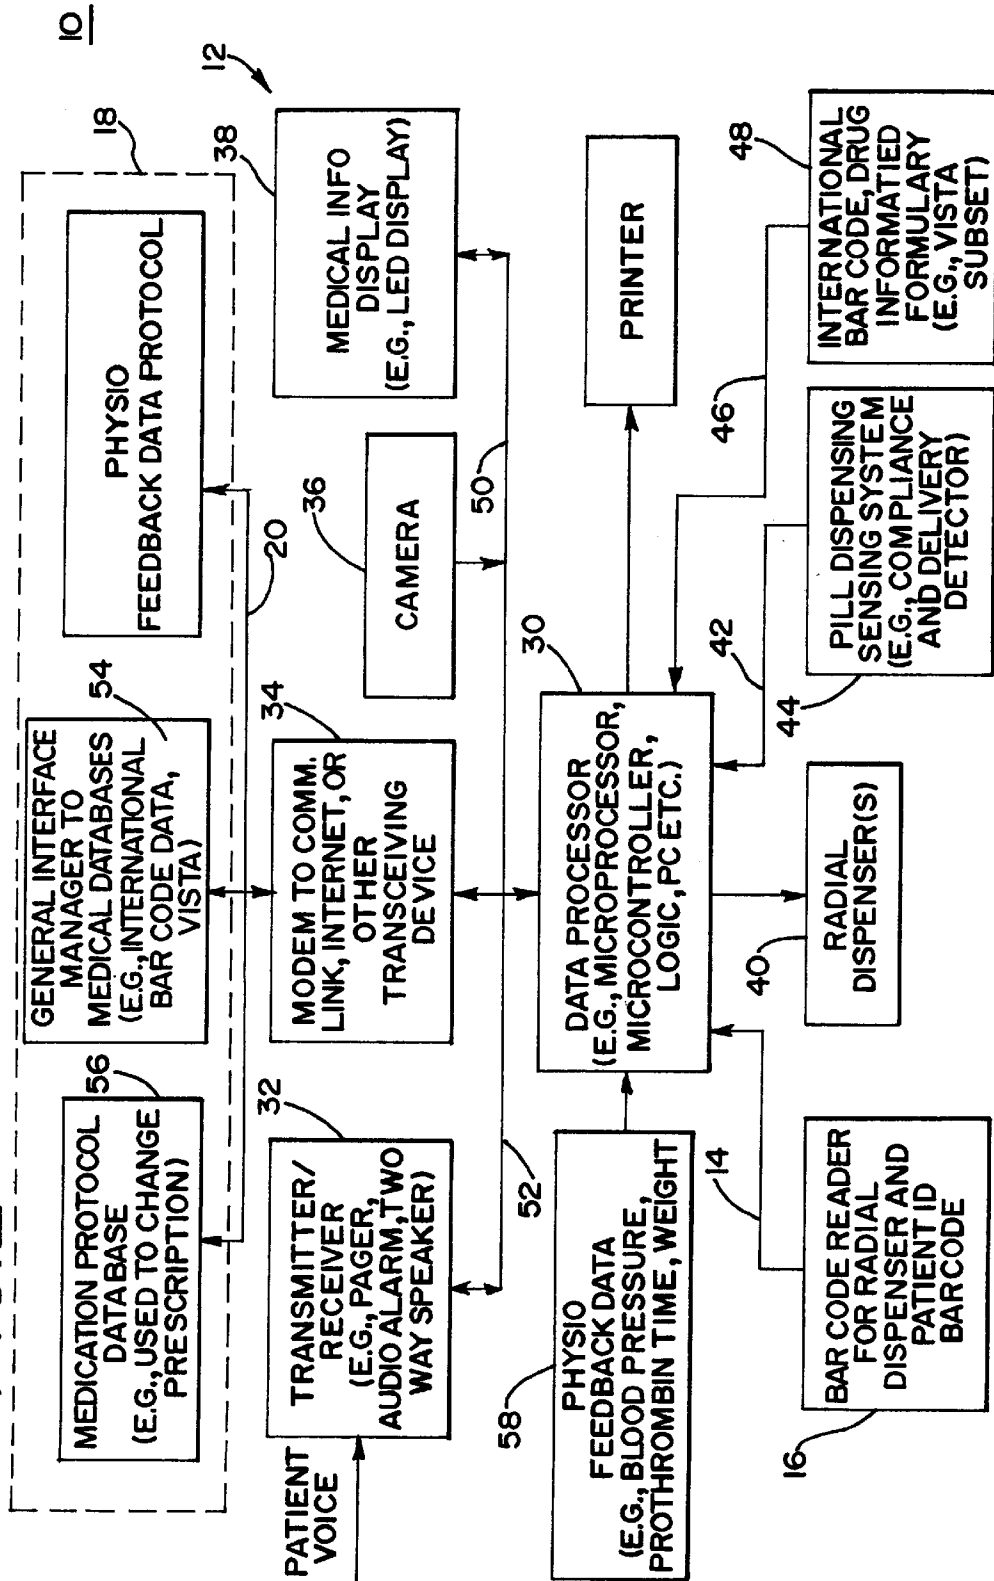 10
12
18
MEDICATION PROTOCOL
DATA BASE
(E.G., USED TO CHANGE
PRESCRIPTION)
56
GENERAL INTERFACE
MANAGER TO
MEDICAL DATABASES
(E.G., INTERNATIONAL
BAR CODE DATA,
VISTA)
54
PHYSIO
FEEDBACK DATA PROTOCOL
20
PATIENT
VOICE
TRANSMITTER/
RECEIVER
(E.G., PAGER,
AUDIO ALARM, TWO
WAY SPEAKER)
32
MODEM TO COMM.
LINK, INTERNET, OR
OTHER
TRANSCEIVING
DEVICE
34
CAMERA
36
MEDICAL INFO
DISPLAY
(E.G., LED DISPLAY)
38
52
50
PHYSIO
FEEDBACK DATA
(E.G., BLOOD PRESSURE,
PROTHROMBIN TIME, WEIGHT
58
DATA PROCESSOR
(E.G., MICROPROCESSOR,
MICROCONTROLLER,
LOGIC, PC ETC.)
30
PRINTER
14
42
46
BAR CODE READER
FOR RADIAL
DISPENSER AND
PATIENT ID
BARCODE
16
RADIAL
DISPENSER(S)
40
PILL DISPENSING
SENSING SYSTEM
(E.G., COMPLIANCE
AND DELIVERY
DETECTOR)
44
INTERNATIONAL
BAR CODE, DRUG
INFORMATIED
FORMULARY
(E.G., VISTA
SUBSET)
48